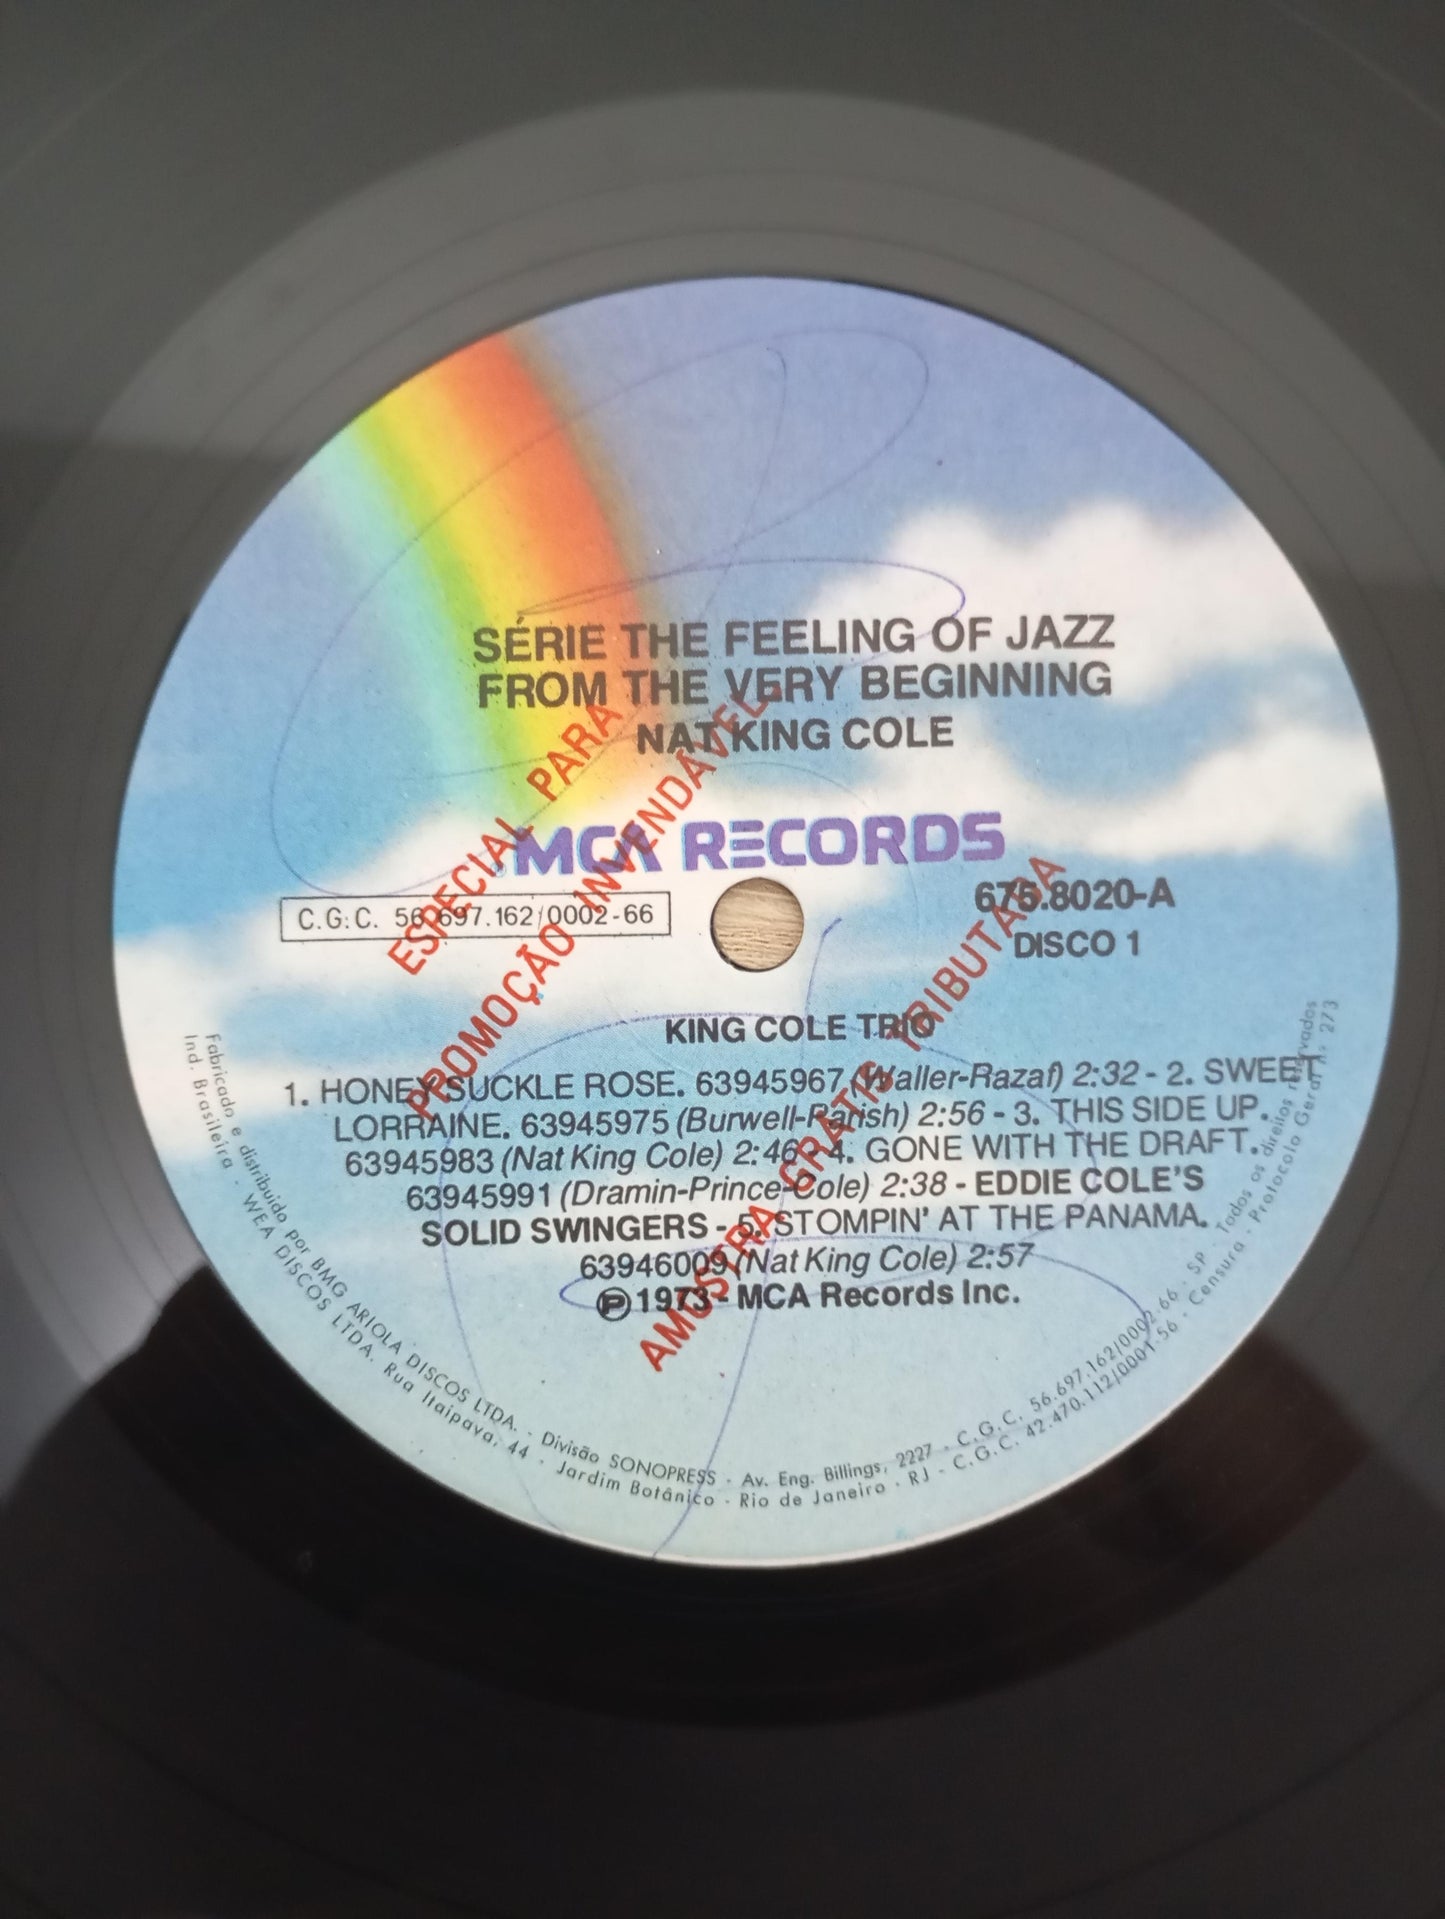 SÉRIE THE FEELING OF JAZZ
FROM THE VERY BEGINNING
NAT KING COLE
MCA RECORDS
C.G.C. 56.697.162/0002-66
675.8020-A
DISCO 1
KING COLE TRIO
1. HONEY SUCKLE ROSE. 63945967 (Waller-Razaf) 2:32 - 2. SWEET
LORRAINE. 63945975 (Burwell-Parish) 2:56 - 3. THIS SIDE UP.
63945983 (Nat King Cole) 2:46 - 4. GONE WITH THE DRAFT.
63945991 (Dramin-Prince-Cole) 2:38 - EDDIE COLE'S
SOLID SWINGERS - 5. STOMPIN' AT THE PANAMA.
63946009 (Nat King Cole) 2:57
Ⓟ 1973 - MCA Records Inc.
ESPECIAL PARA
PROMOÇÃO INVENDÁVEL.
AMOSTRA GRÁTIS TRIBUTADA
Fabricado e distribuído por BMG ARIOLA DISCOS LTDA. - Divisão SONOPRESS - Av. Eng. Billings, 2227 - C.G.C. 56.697.162/0002-66 - SP - Todos os direitos reservados
Ind. Brasileira - WEA DISCOS LTDA. Rua Itaipava, 44 - Jardim Botânico - Rio de Janeiro - RJ - C.G.C. 42.470.112/0001-56 - Censura - Protocolo Geral n° 273